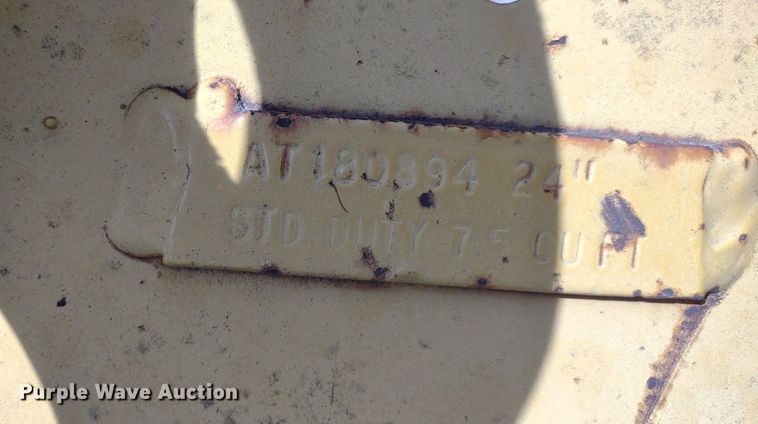 AT180394 24"
STD DUTY 7.5 CU FT
Purple Wave Auction